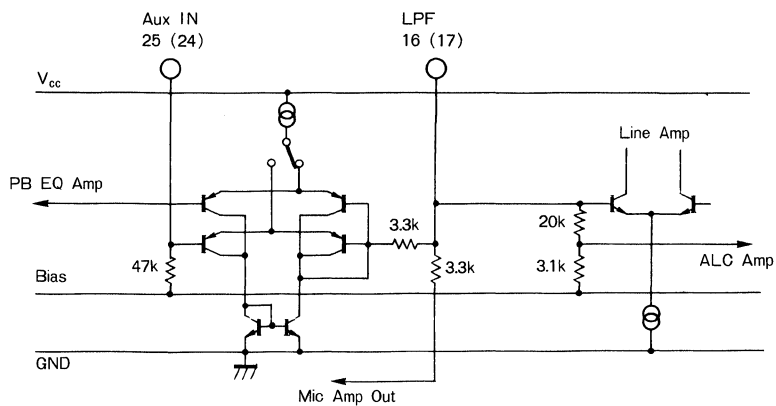 Aux IN
25 (24)
LPF
16 (17)
Vcc
Line Amp
PB EQ Amp
3.3k
20k
47k
3.3k
3.1k
ALC Amp
Bias
GND
Mic Amp Out